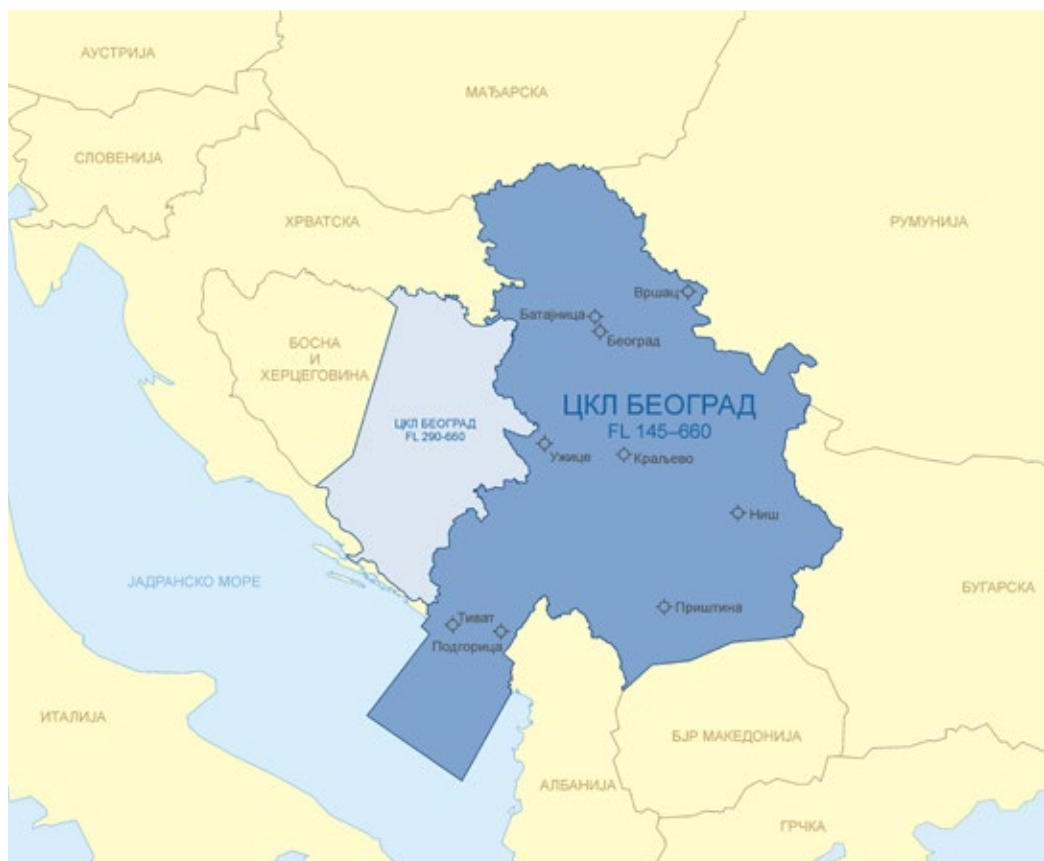 АУСТРИЈА
МАЂАРСКА
СЛОВЕНИЈА
ХРВАТСКА
РУМУНИЈА
Вршац
Батајница
Београд
БОСНА
И
ХЕРЦЕГОВИНА
ЦКЛ БЕОГРАД
FL 145–660
ЦКЛ БЕОГРАД
FL 290-660
Ужице
Краљево
Ниш
ЈАДРАНСКО МОРЕ
БУГАРСКА
Приштина
Тиват
Подгорица
ИТАЛИЈА
БЈР МАКЕДОНИЈА
АЛБАНИЈА
ГРЧКА